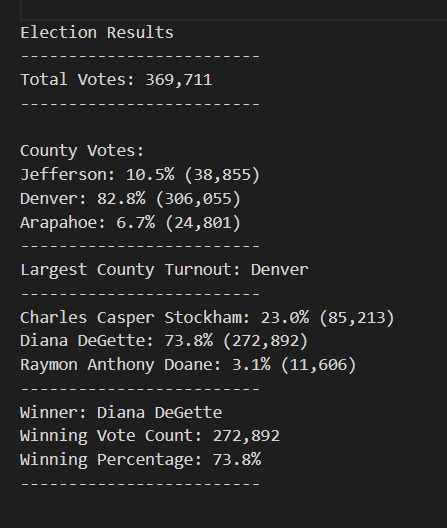 Election Results
-------------------------
Total Votes: 369,711
-------------------------
County Votes:
Jefferson: 10.5% (38,855)
Denver: 82.8% (306,055)
Arapahoe: 6.7% (24,801)
-------------------------
Largest County Turnout: Denver
-------------------------
Charles Casper Stockham: 23.0% (85,213)
Diana DeGette: 73.8% (272,892)
Raymon Anthony Doane: 3.1% (11,606)
-------------------------
Winner: Diana DeGette
Winning Vote Count: 272,892
Winning Percentage: 73.8%
-------------------------